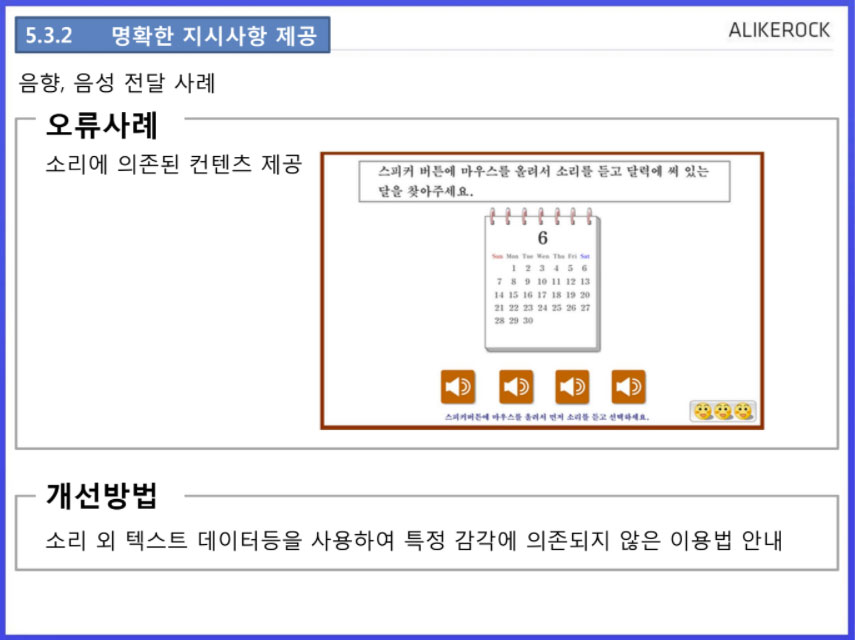 5.3.2 명확한 지시사항 제공
ALIKEROCK
음향, 음성 전달 사례
오류사례
소리에 의존된 컨텐츠 제공
스피커 버튼에 마우스를 올려서 소리를 듣고 달력에 써 있는
달을 찾아주세요.
6
Sun Mon Tue Wen Thu Fri Sat
1 2 3 4 5 6
7 8 9 10 11 12 13
14 15 16 17 18 19 20
21 22 23 24 25 26 27
28 29 30
스피커버튼에 마우스를 올려서 먼저 소리를 듣고 선택하세요.
개선방법
소리 외 텍스트 데이터등을 사용하여 특정 감각에 의존되지 않은 이용법 안내